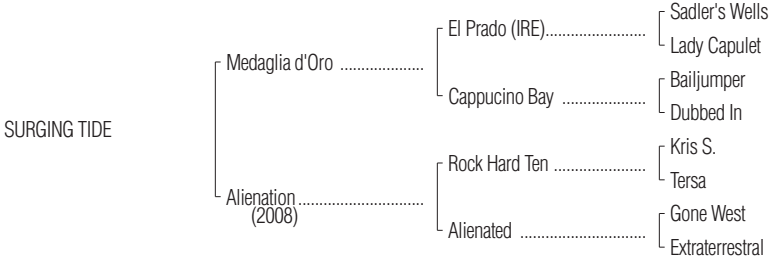 Sadler's Wells
El Prado (IRE)........................
Lady Capulet
Medaglia d'Oro ....................
Bailjumper
Cappucino Bay ....................
Dubbed In
SURGING TIDE
Kris S.
Rock Hard Ten ......................
Tersa
Alienation..............................
(2008)
Gone West
Alienated ..............................
Extraterrestral